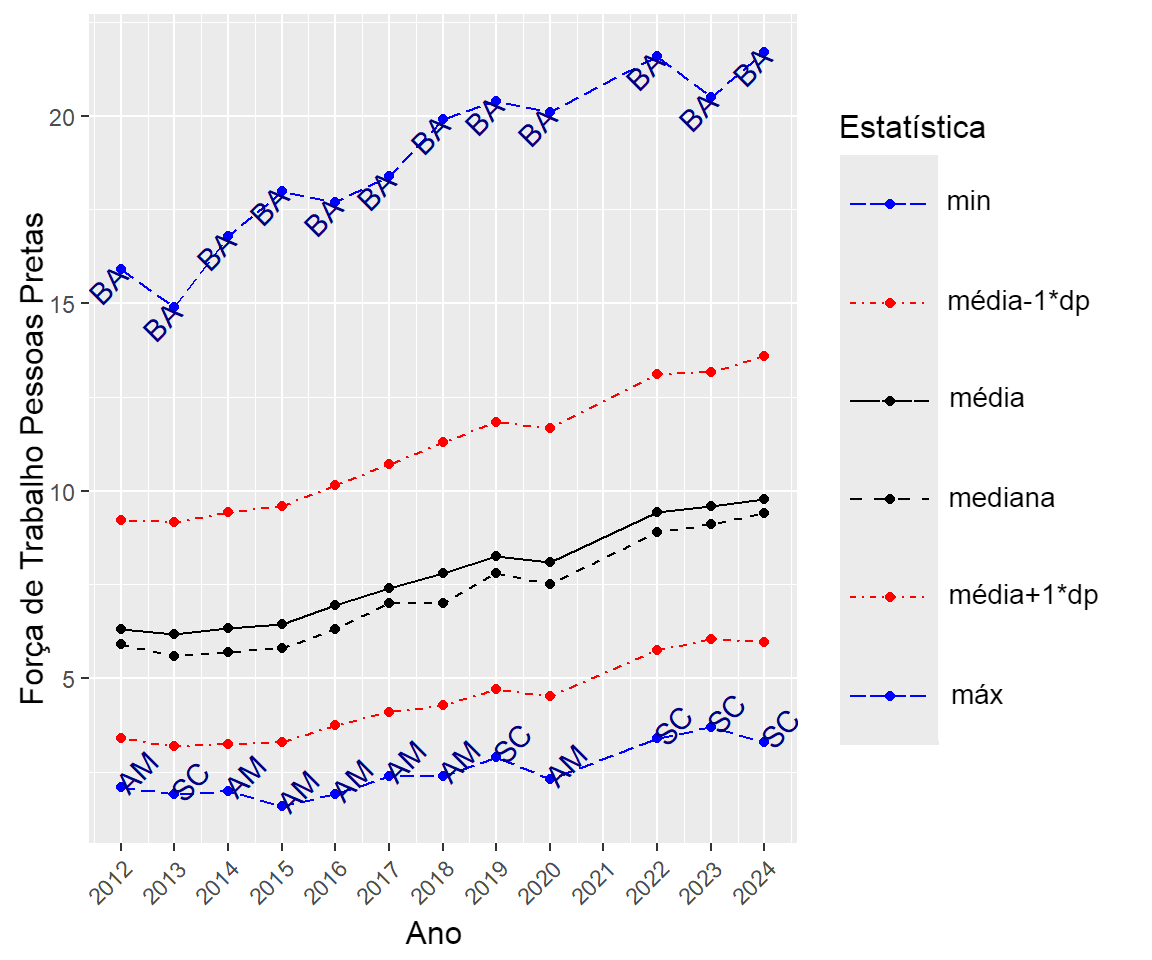 Força de Trabalho Pessoas Pretas
20
15
10
5
BA BA BA BA BA BA BA BA BA BA BA BA
AM SC AM AM AM AM AM SC AM SC SC SC
2012 2013 2014 2015 2016 2017 2018 2019 2020 2021 2022 2023 2024
Ano
Estatística
min
média-1*dp
média
mediana
média+1*dp
máx